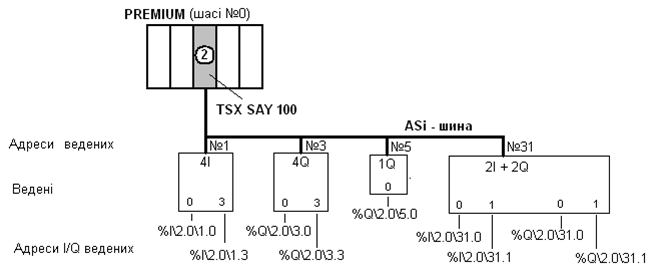 PREMIUM (шасі №0)
2
TSX SAY 100
ASi - шина
Адреси ведених
№1 №3 №5 №31
4I 4Q 1Q 2I + 2Q
Ведені
0 3 0 3 0 0 1 0 1
%I\2.0\1.0 %Q\2.0\3.0 %Q\2.0\5.0 %I\2.0\31.0 %Q\2.0\31.0
Адреси I/Q ведених
%I\2.0\1.3 %Q\2.0\3.3 %I\2.0\31.1 %Q\2.0\31.1